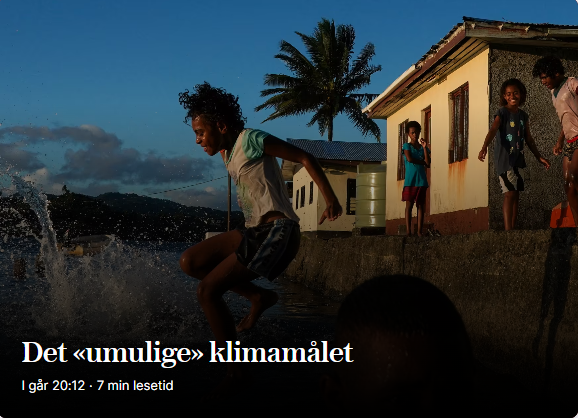 Det «umulige» klimamålet
I går 20:12 · 7 min lesetid